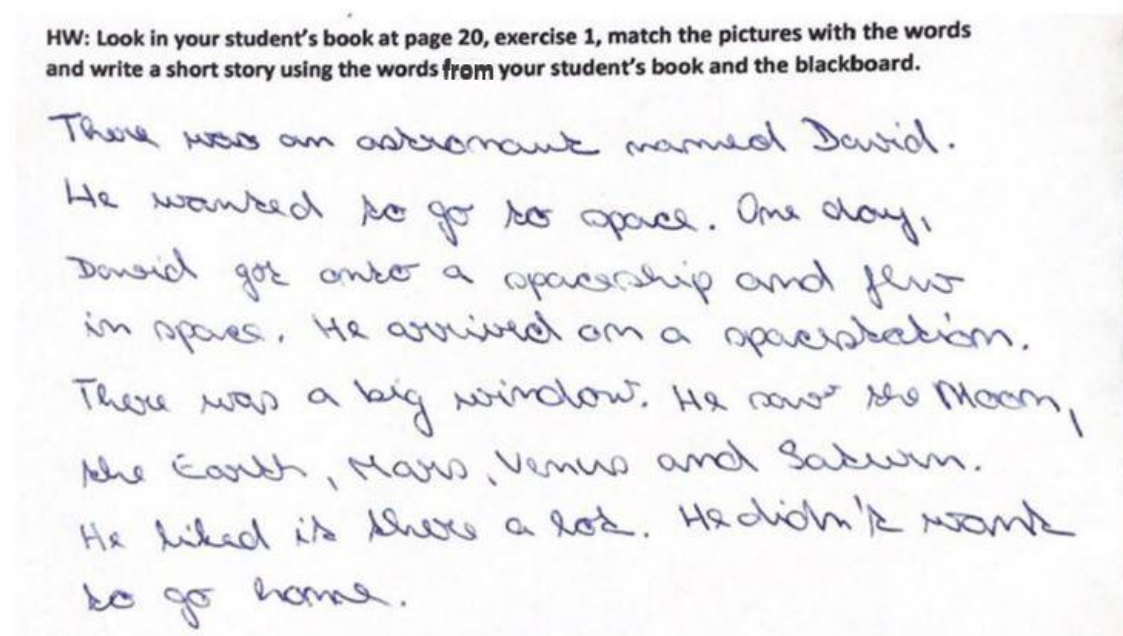 HW: Look in your student's book at page 20, exercise 1, match the pictures with the words
and write a short story using the words from your student's book and the blackboard.
There was an astronaut named David.
He wanted to go to space. One day,
David got onto a spaceship and flew
in space. He arrived on a spacestation.
There was a big window. He saw the Moon,
the Earth, Mars, Venus and Saturn.
He liked it there a lot. He didn't want
to go home.